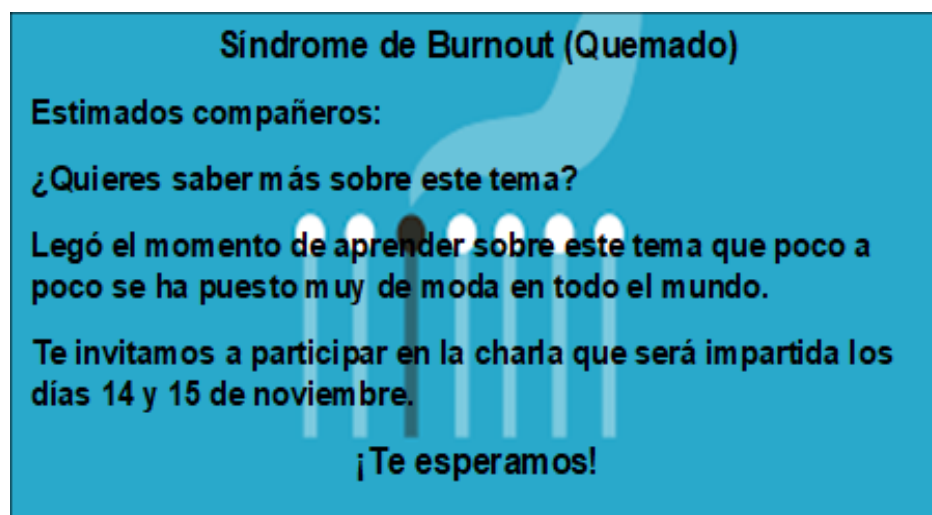 Síndrome de Burnout (Quemado)
Estimados compañeros:
¿Quieres saber más sobre este tema?
Legó el momento de aprender sobre este tema que poco a
poco se ha puesto muy de moda en todo el mundo.
Te invitamos a participar en la charla que será impartida los
días 14 y 15 de noviembre.
¡Te esperamos!